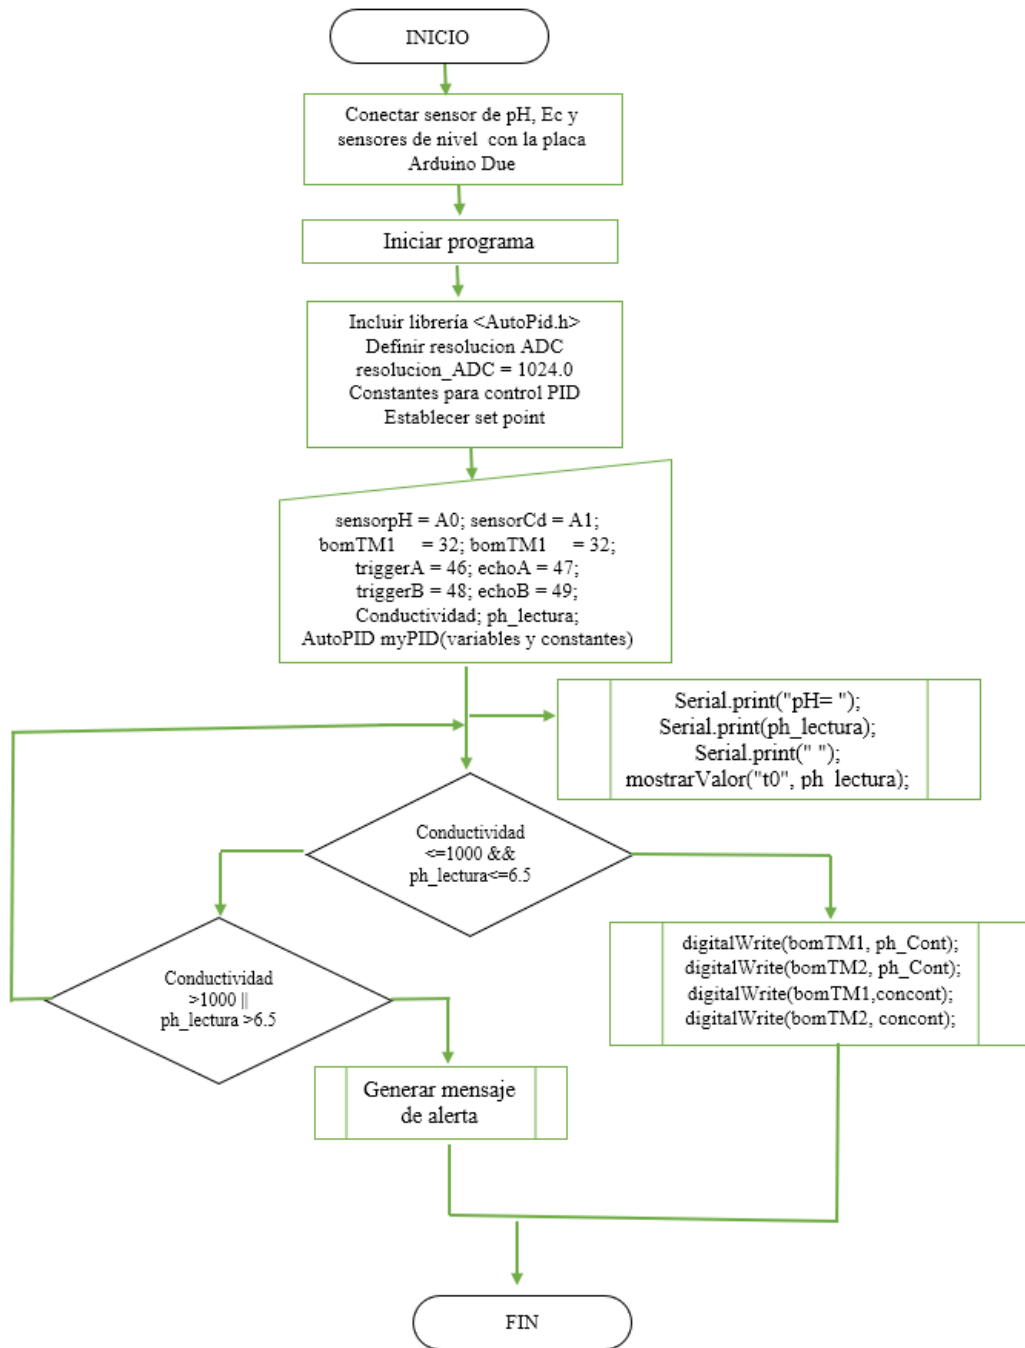 INICIO
Conectar sensor de pH, Ec y
sensores de nivel con la placa
Arduino Due
Iniciar programa
Incluir librería <AutoPid.h>
Definir resolucion ADC
resolucion_ADC = 1024.0
Constantes para control PID
Establecer set point
sensorpH = A0; sensorCd = A1;
bomTM1 = 32; bomTM1 = 32;
triggerA = 46; echoA = 47;
triggerB = 48; echoB = 49;
Conductividad; ph_lectura;
AutoPID myPID(variables y constantes)
Serial.print("pH= ");
Serial.print(ph_lectura);
Serial.print(" ");
mostrarValor("t0", ph_lectura);
Conductividad
<=1000 &&
ph_lectura<=6.5
Conductividad
>1000 ||
ph_lectura >6.5
digitalWrite(bomTM1, ph_Cont);
digitalWrite(bomTM2, ph_Cont);
digitalWrite(bomTM1,concont);
digitalWrite(bomTM2, concont);
Generar mensaje
de alerta
FIN